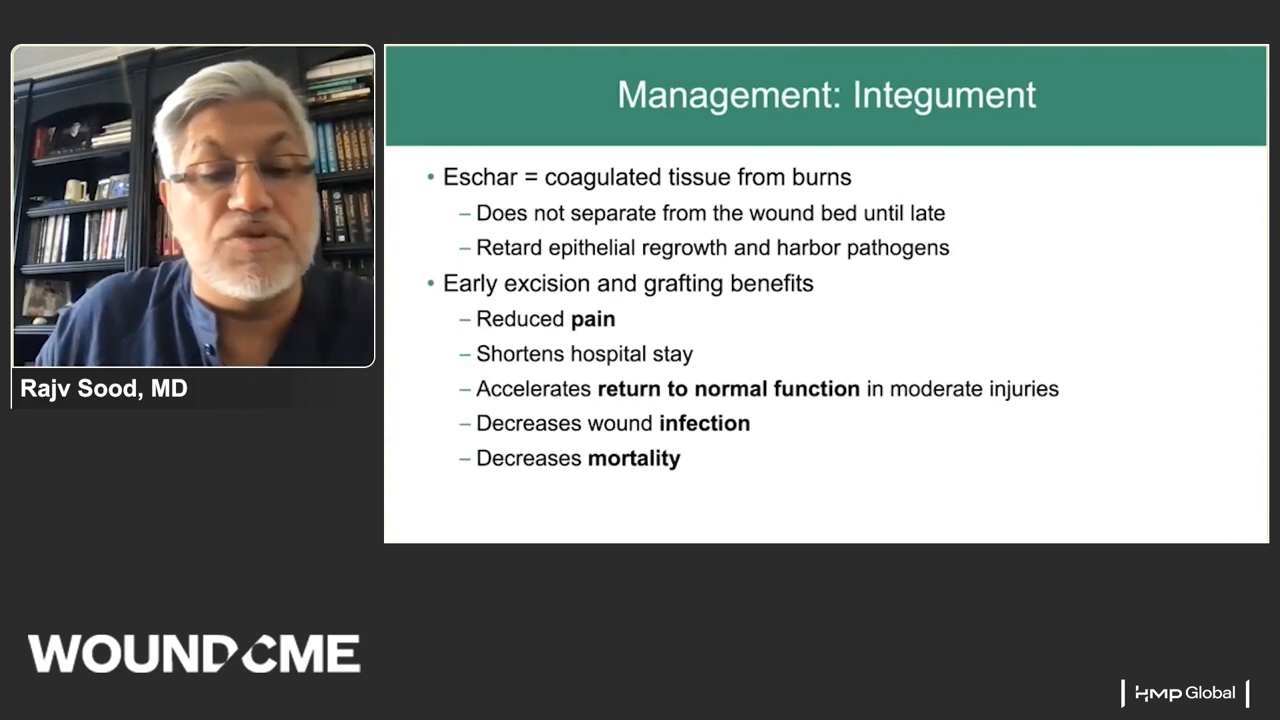 Management: Integument
• Eschar = coagulated tissue from burns
– Does not separate from the wound bed until late
– Retard epithelial regrowth and harbor pathogens
• Early excision and grafting benefits
– Reduced pain
– Shortens hospital stay
– Accelerates return to normal function in moderate injuries
– Decreases wound infection
– Decreases mortality
Rajv Sood, MD
WOUNDCME
HMP Global